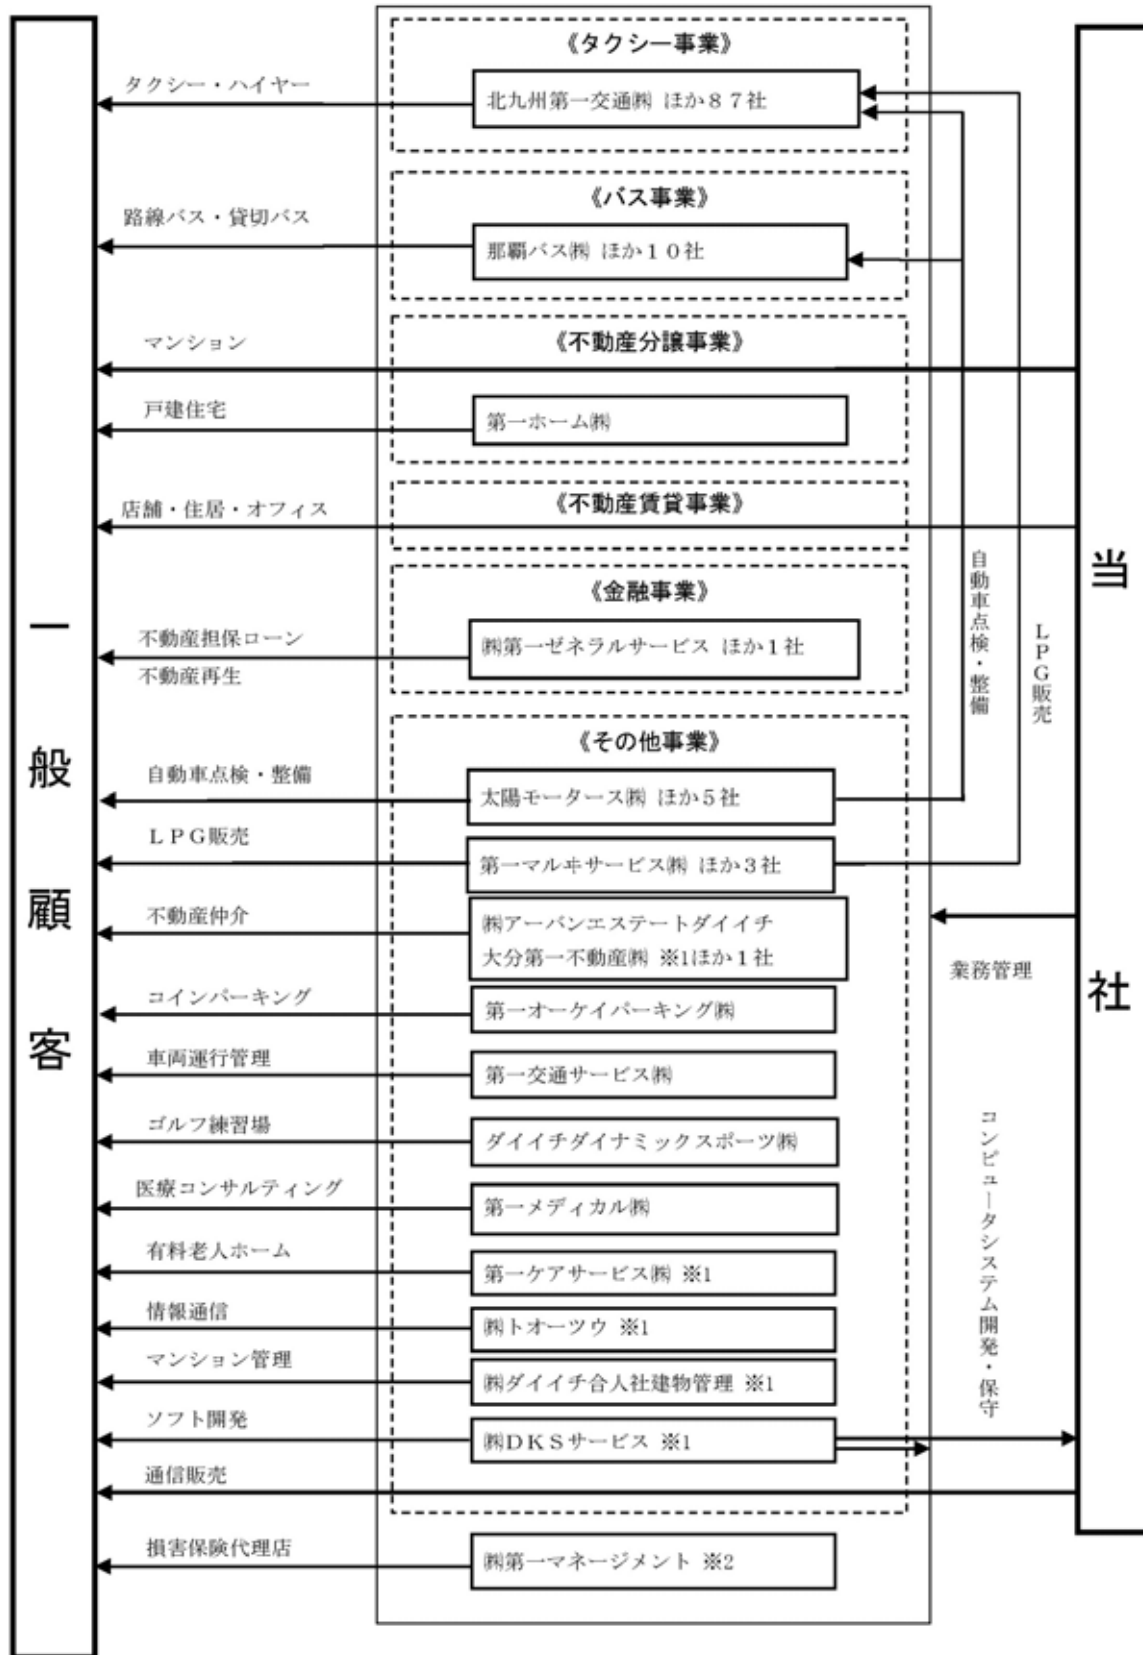 《タクシー事業》
タクシー・ハイヤー
北九州第一交通㈱ ほか８７社
《バス事業》
路線バス・貸切バス
那覇バス㈱ ほか１０社
《不動産分譲事業》
マンション
戸建住宅
第一ホーム㈱
《不動産賃貸事業》
店舗・住居・オフィス
《金融事業》
不動産担保ローン
不動産再生
㈱第一ゼネラルサービス ほか１社
《その他事業》
自動車点検・整備
太陽モータース㈱ ほか５社
ＬＰＧ販売
第一マルヰサービス㈱ ほか３社
不動産仲介
㈱アーバンエステートダイイチ
大分第一不動産㈱ ※1ほか１社
コインパーキング
第一オーケイパーキング㈱
車両運行管理
第一交通サービス㈱
ゴルフ練習場
ダイイチダイナミックスポーツ㈱
医療コンサルティング
第一メディカル㈱
有料老人ホーム
第一ケアサービス㈱ ※1
情報通信
㈱トオーツウ ※1
マンション管理
㈱ダイイチ合人社建物管理 ※1
ソフト開発
㈱ＤＫＳサービス ※1
通信販売
損害保険代理店
㈱第一マネージメント ※2
一般顧客
自動車点検・整備
ＬＰＧ販売
業務管理
コンピュータシステム開発・保守
当社